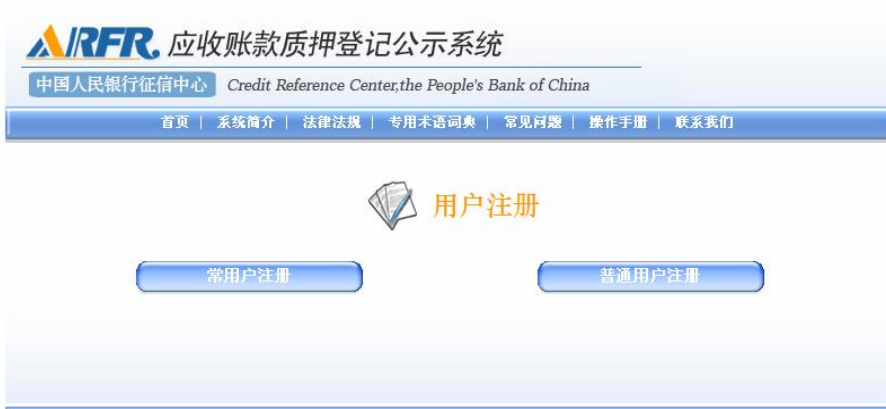 ARFR 应收账款质押登记公示系统
中国人民银行征信中心 Credit Reference Center,the People's Bank of China
首页 | 系统简介 | 法律法规 | 专用术语词典 | 常见问题 | 操作手册 | 联系我们
用户注册
常用户注册 普通用户注册